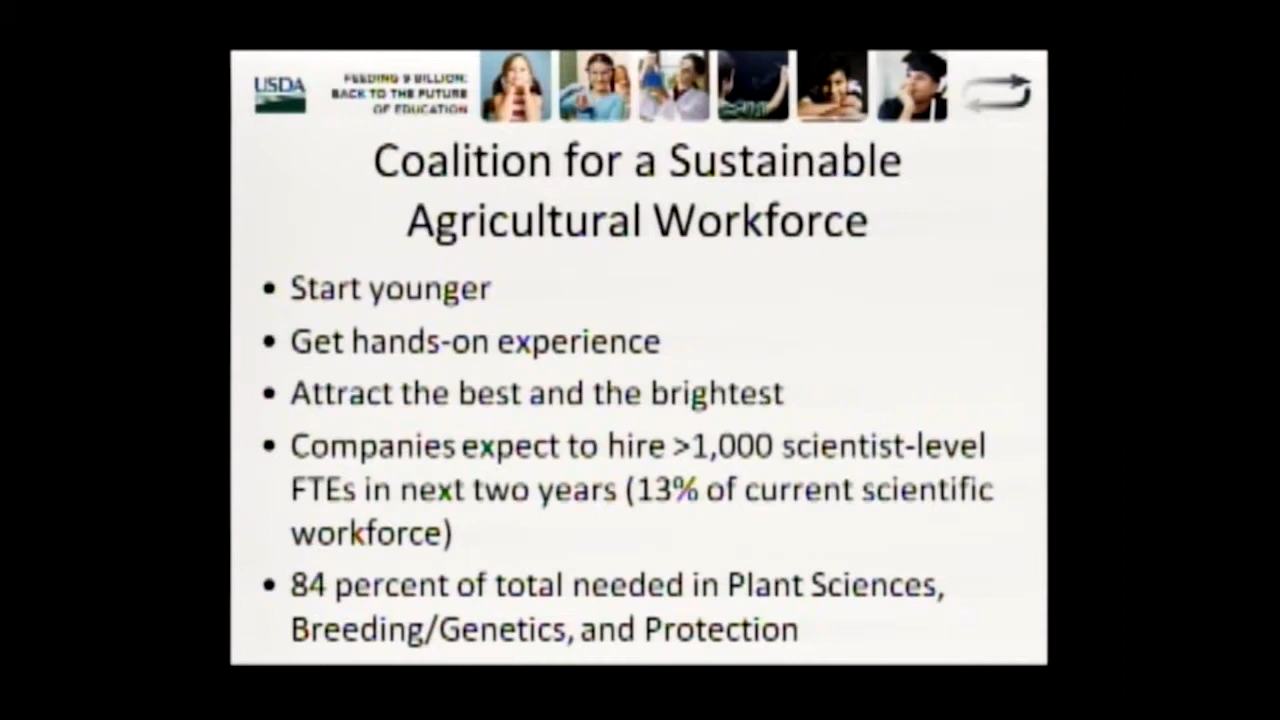 USDA
FEEDING 9 BILLION:
BACK TO THE FUTURE
OF EDUCATION
Coalition for a Sustainable
Agricultural Workforce
• Start younger
• Get hands-on experience
• Attract the best and the brightest
• Companies expect to hire >1,000 scientist-level
FTEs in next two years (13% of current scientific
workforce)
• 84 percent of total needed in Plant Sciences,
Breeding/Genetics, and Protection